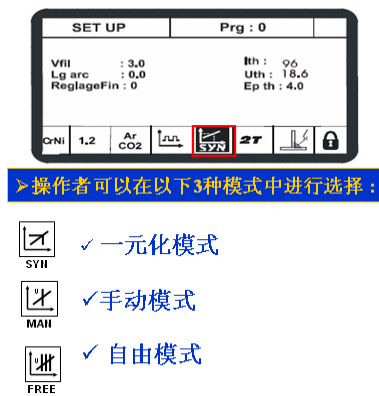 SET UP Prg : 0
Vfil : 3.0 Ith : 96
Lg arc : 0.0 Uth : 18.6
ReglageFin : 0 Ep th : 4.0
CrNi 1.2 Ar CO2 SYN 2T
➢操作者可以在以下3种模式中进行选择：
SYN ✓一元化模式
U MAN ✓手动模式
U FREE ✓自由模式